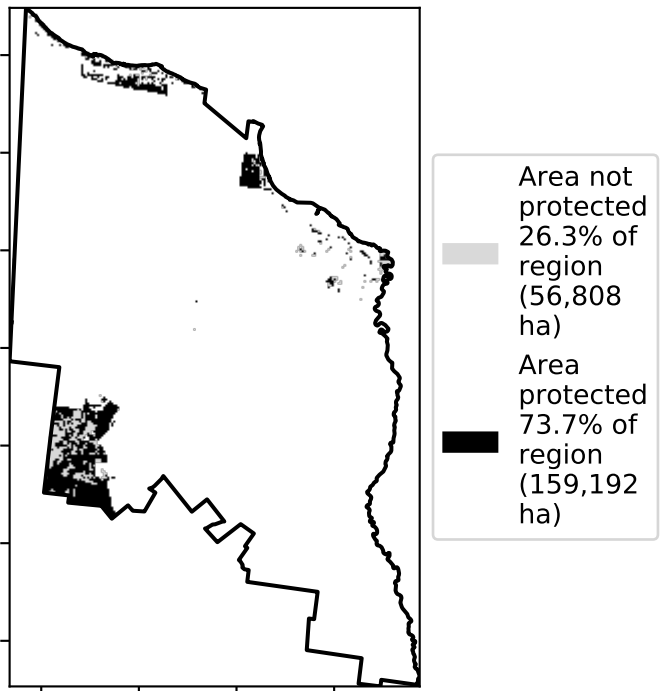 Area not
protected
26.3% of
region
(56,808
ha)
Area
protected
73.7% of
region
(159,192
ha)